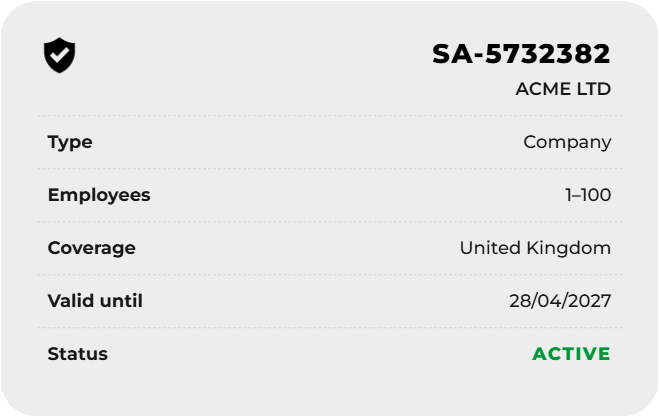 SA-5732382
ACME LTD
Type Company
Employees 1–100
Coverage United Kingdom
Valid until 28/04/2027
Status ACTIVE